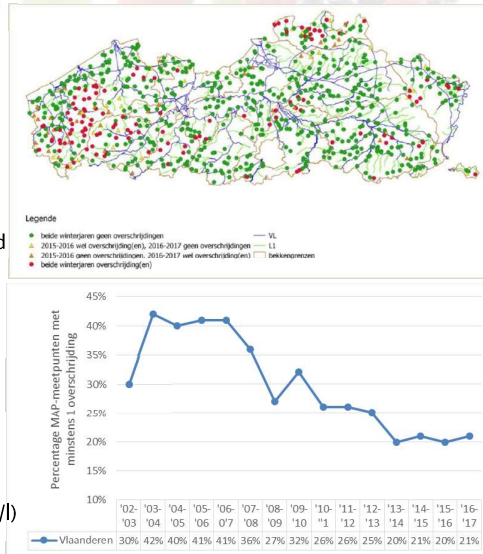 Legende
beide winterjaren geen overschrijdingen
2015-2016 wel overschrijding(en), 2016-2017 geen overschrijdingen
2015-2016 geen overschrijdingen, 2016-2017 wel overschrijding(en)
beide winterjaren overschrijding(en)
VL
L1
bekkengrenzen
d
Percentage MAP-meetpunten met
minstens 1 overschrijding
45%
40%
35%
30%
25%
20%
15%
10%
'02- '03- '04- '05- '06- '07- '08- '09- '10- '11- '12- '13- '14- '15- '16-
'03 '04 '05 '06 0'7 '08 '09 '10 "1 '12 '13 '14 '15 '16 '17
Vlaanderen 30% 42% 40% 41% 41% 36% 27% 32% 26% 26% 25% 20% 21% 20% 21%
/l)